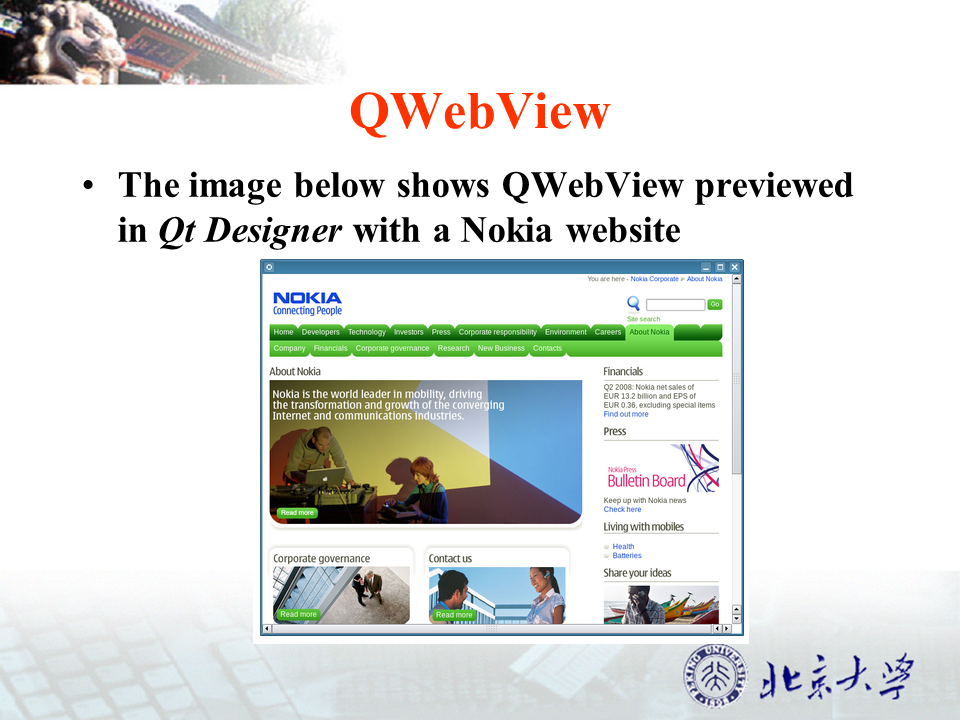 QWebView
• The image below shows QWebView previewed
in Qt Designer with a Nokia website
You are here - Nokia Corporate > About Nokia
NOKIA
Connecting People
Go
Site search
Home Developers Technology Investors Press Corporate responsibility Environment Careers About Nokia
Company Financials Corporate governance Research New Business Contacts
About Nokia
Nokia is the world leader in mobility, driving
the transformation and growth of the converging
Internet and communications industries.
Read more
Financials
Q2 2008: Nokia net sales of
EUR 13.2 billion and EPS of
EUR 0.36, excluding special items
Find out more
Press
Nokia Press
Bulletin Board
Keep up with Nokia news
Check here
Living with mobiles
Health
Batteries
Share your ideas
Corporate governance
Read more
Contact us
Read more
PEKING UNIVERSITY
1898
北京大学